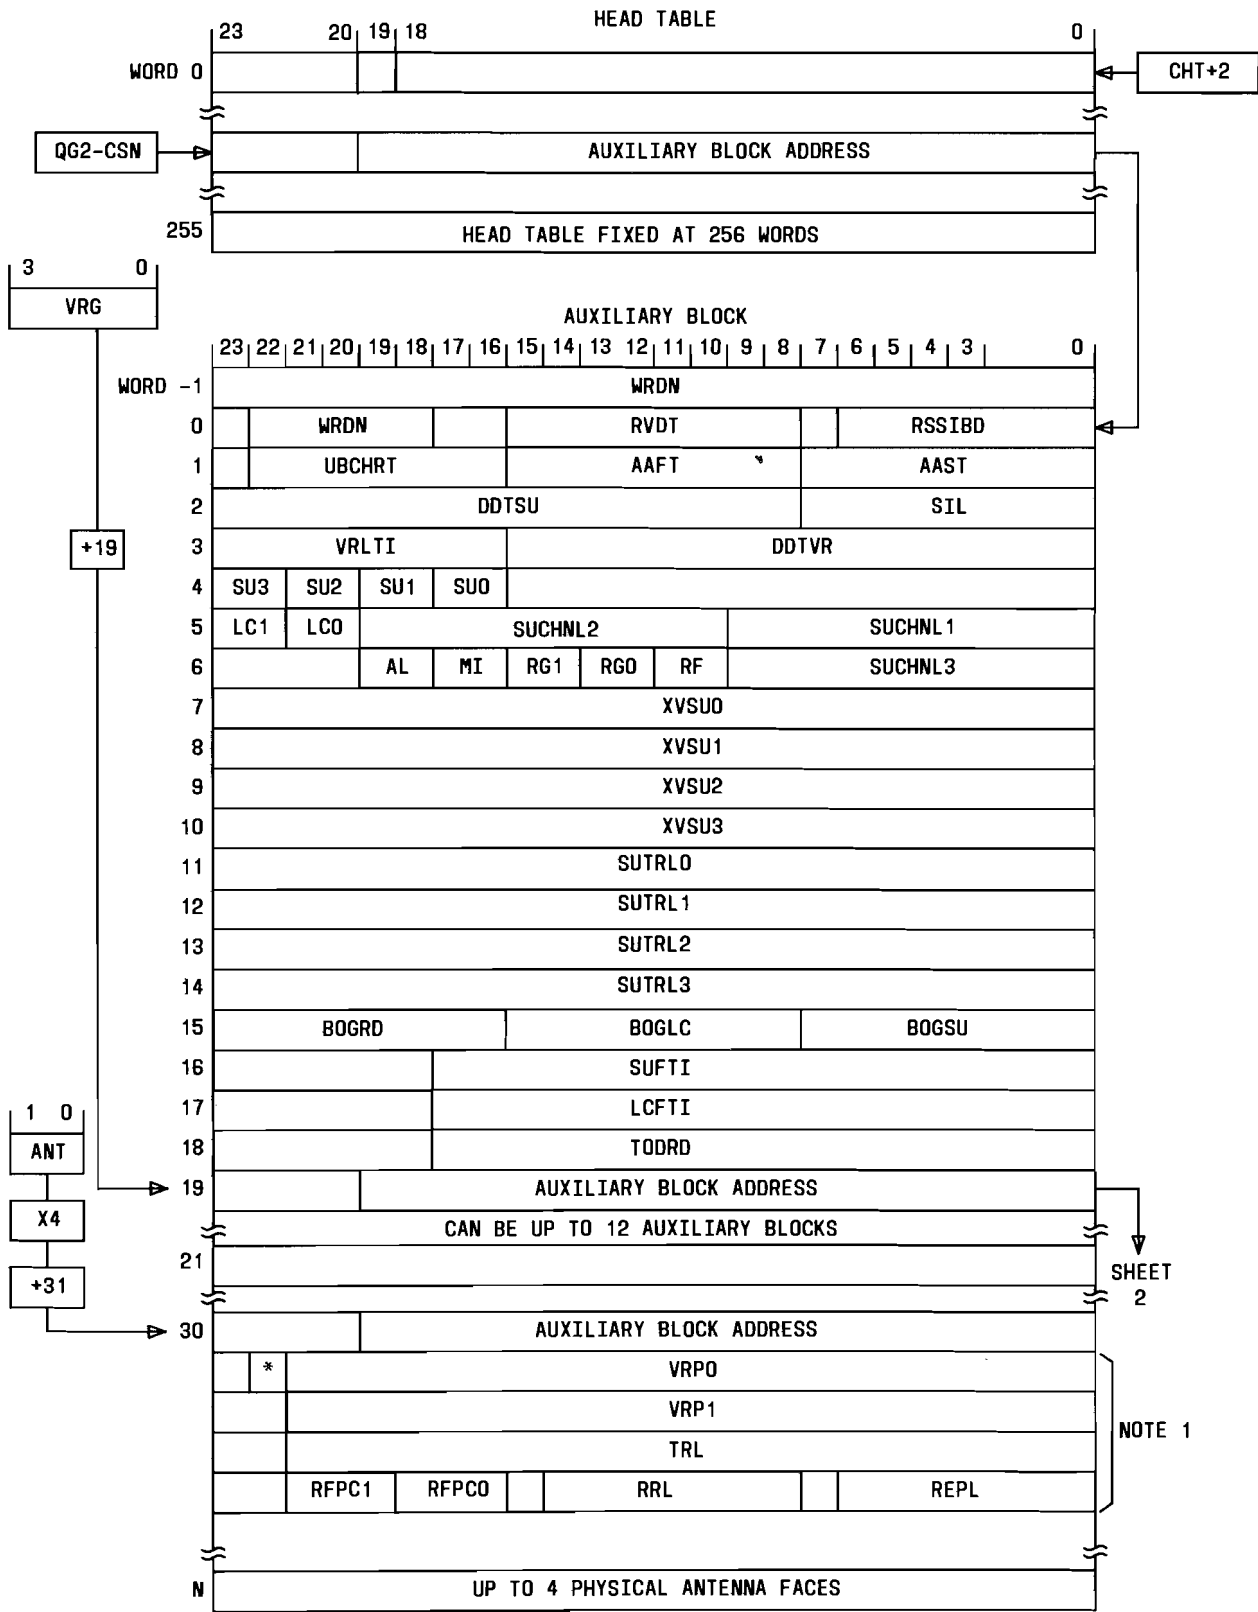 HEAD TABLE
23 20 19 18 0
WORD 0
CHT+2
QG2-CSN
AUXILIARY BLOCK ADDRESS
255 HEAD TABLE FIXED AT 256 WORDS
3 0
VRG
AUXILIARY BLOCK
23 22 21 20 19 18 17 16 15 14 13 12 11 10 9 8 7 6 5 4 3 0
WORD -1 WRDN
0 WRDN RVDT RSSIBD
1 UBCHRT AAFT AAST
2 DDTSU SIL
+19
3 VRLTI DDTVR
4 SU3 SU2 SU1 SU0
5 LC1 LC0 SUCHNL2 SUCHNL1
6 AL MI RG1 RG0 RF SUCHNL3
7 XVSU0
8 XVSU1
9 XVSU2
10 XVSU3
11 SUTRL0
12 SUTRL1
13 SUTRL2
14 SUTRL3
15 BOGRD BOGLC BOGSU
16 SUFTI
17 LCFTI
18 TODRD
1 0
ANT
X4
+31
19 AUXILIARY BLOCK ADDRESS
CAN BE UP TO 12 AUXILIARY BLOCKS
21
SHEET
2
30 AUXILIARY BLOCK ADDRESS
* VRP0
VRP1
NOTE 1
TRL
RFPC1 RFPC0 RRL REPL
N UP TO 4 PHYSICAL ANTENNA FACES